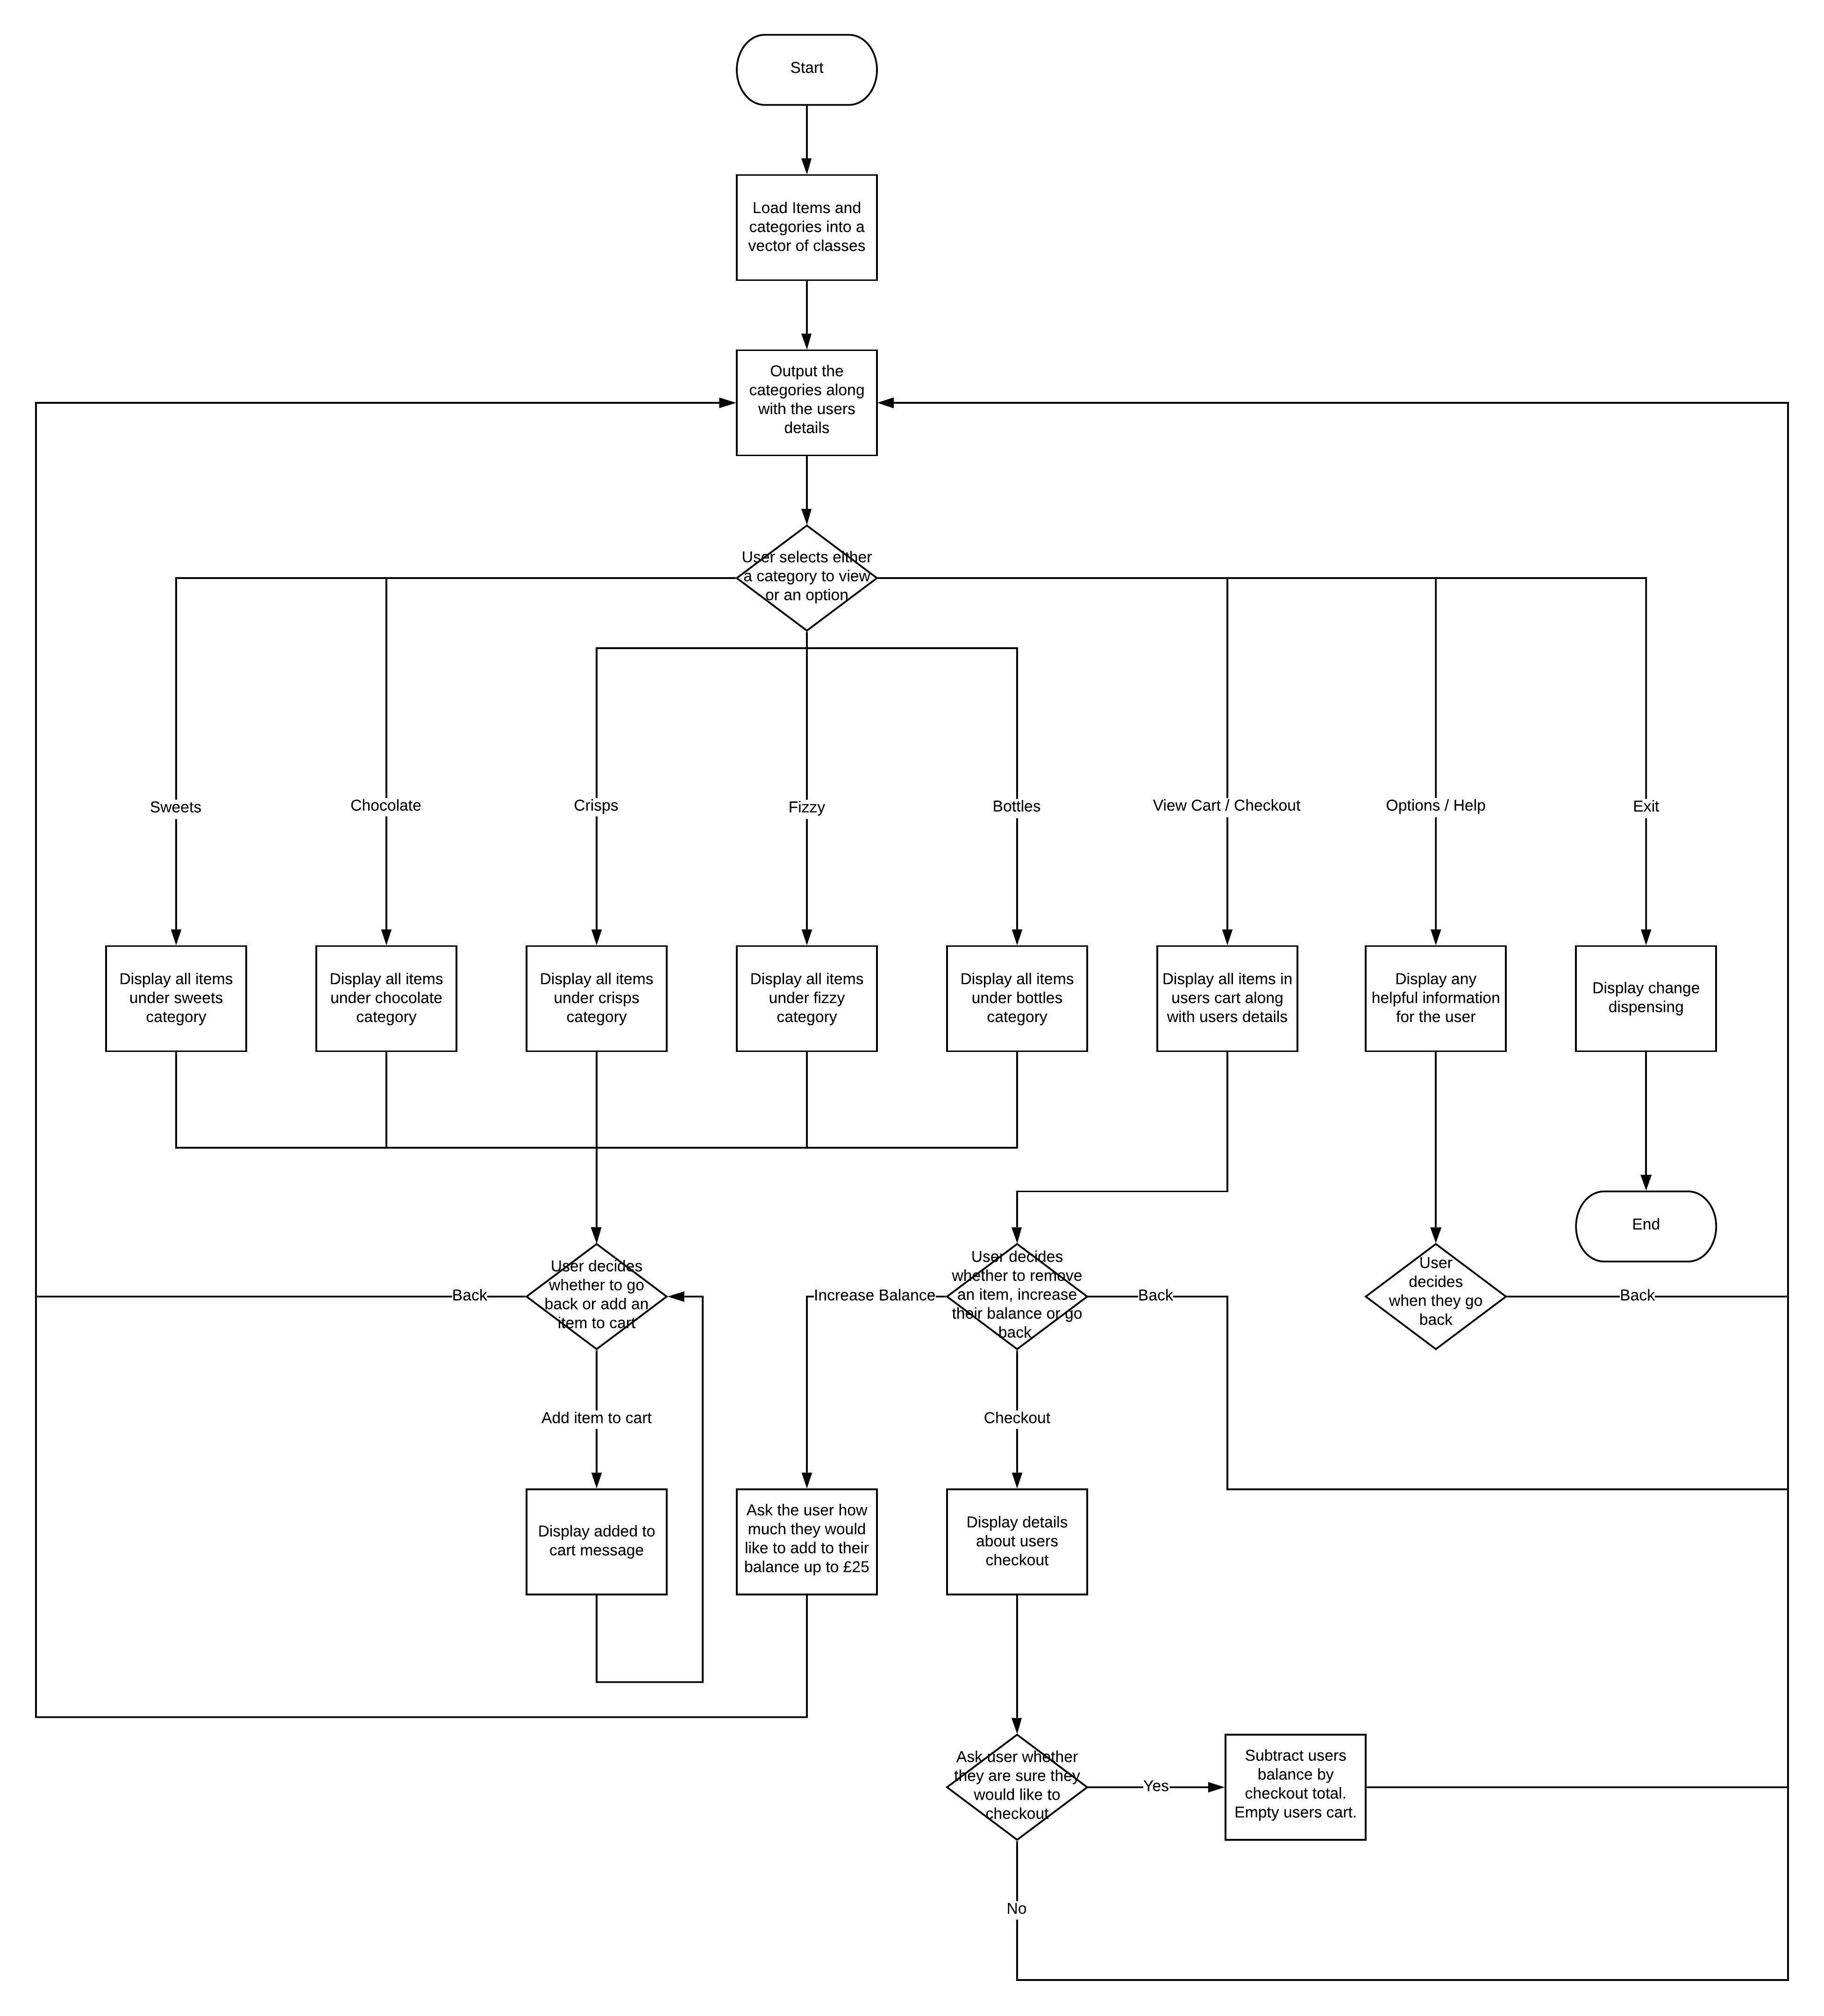 Start
Load Items and
categories into a
vector of classes
Output the
categories along
with the users
details
User selects either
a category to view
or an option
Sweets
Chocolate
Crisps
Fizzy
Bottles
View Cart / Checkout
Options / Help
Exit
Display all items
under sweets
category
Display all items
under chocolate
category
Display all items
under crisps
category
Display all items
under fizzy
category
Display all items
under bottles
category
Display all items in
users cart along
with users details
Display any
helpful information
for the user
Display change
dispensing
End
Back
User decides
whether to go
back or add an
item to cart
Increase Balance
User decides
whether to remove
an item, increase
their balance or go
back
Back
User
decides
when they go
back
Back
Add item to cart
Checkout
Display added to
cart message
Ask the user how
much they would
like to add to their
balance up to £25
Display details
about users
checkout
Ask user whether
they are sure they
would like to
checkout
Yes
Subtract users
balance by
checkout total.
Empty users cart.
No